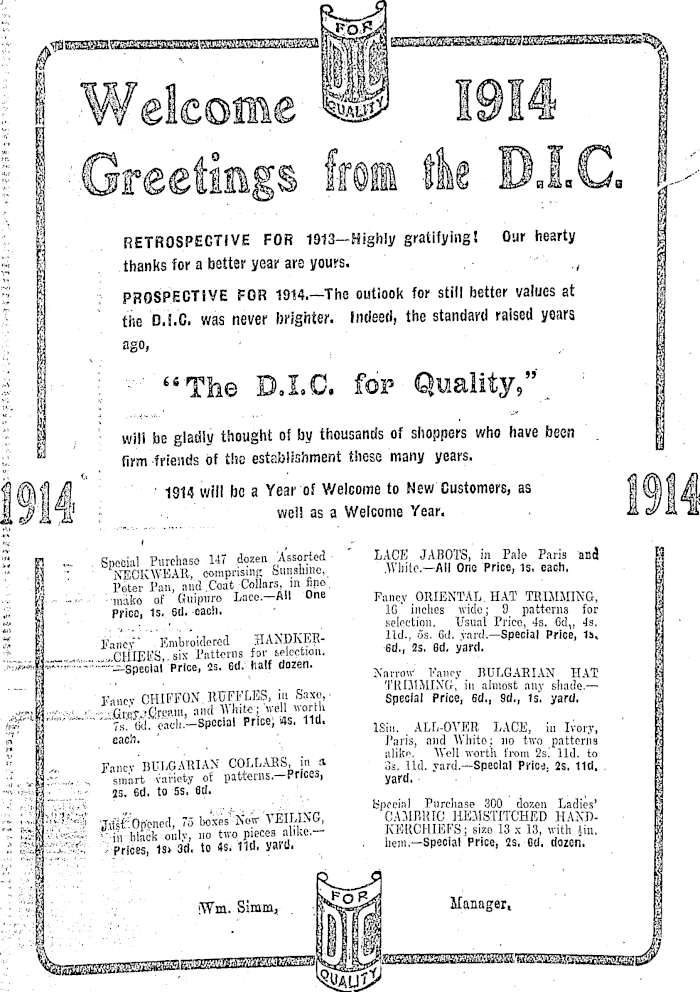 FOR
DIC
QUALITY
Welcome 1914
Greetings from the D.I.C.
RETROSPECTIVE FOR 1913—Highly gratifying! Our hearty
thanks for a better year are yours.
PROSPECTIVE FOR 1914.—The outlook for still better values at
the D.I.C. was never brighter. Indeed, the standard raised years
ago,
"The D.I.C. for Quality,"
will be gladly thought of by thousands of shoppers who have been
firm friends of the establishment these many years.
1914
1914 will be a Year of Welcome to New Customers, as
well as a Welcome Year.
1914
Special Purchase 147 dozen Assorted
NECKWEAR, comprising Sunshine,
Peter Pan, and Coat Collars, in fine
make of Guipure Lace.—All One
Price, 1s. 6d. each.
Fancy Embroidered HANDKER-
CHIEFS, six Patterns for selection.
—Special Price, 2s. 6d. half dozen.
Fancy CHIFFON RUFFLES, in Saxe,
Grey, Cream, and White; well worth
7s. 6d. each.—Special Price, 4s. 11d.
each.
Fancy BULGARIAN COLLARS, in a
smart variety of patterns.—Prices,
2s. 6d. to 5s. 6d.
Just Opened, 75 boxes New VEILING,
in black only, no two pieces alike.—
Prices, 1s. 3d. to 4s. 11d. yard.
LACE JABOTS, in Pale Paris and
White.—All One Price, 1s. each.
Fancy ORIENTAL HAT TRIMMING,
16 inches wide; 9 patterns for
selection. Usual Price, 4s. 6d., 4s.
11d., 5s. 6d. yard.—Special Price, 1s.
6d., 2s. 6d. yard.
Narrow Fancy BULGARIAN HAT
TRIMMING, in almost any shade.—
Special Price, 6d., 9d., 1s. yard.
18in. ALL-OVER LACE, in Ivory,
Paris, and White; no two patterns
alike. Well worth from 2s. 11d. to
3s. 11d. yard.—Special Price, 2s. 11d.
yard.
Special Purchase 300 dozen Ladies'
CAMBRIC HEMSTITCHED HAND-
KERCHIEFS; size 13 x 13, with ½in.
hem.—Special Price, 2s. 6d. dozen.
Wm. Simm, Manager.
FOR
DIC
QUALITY